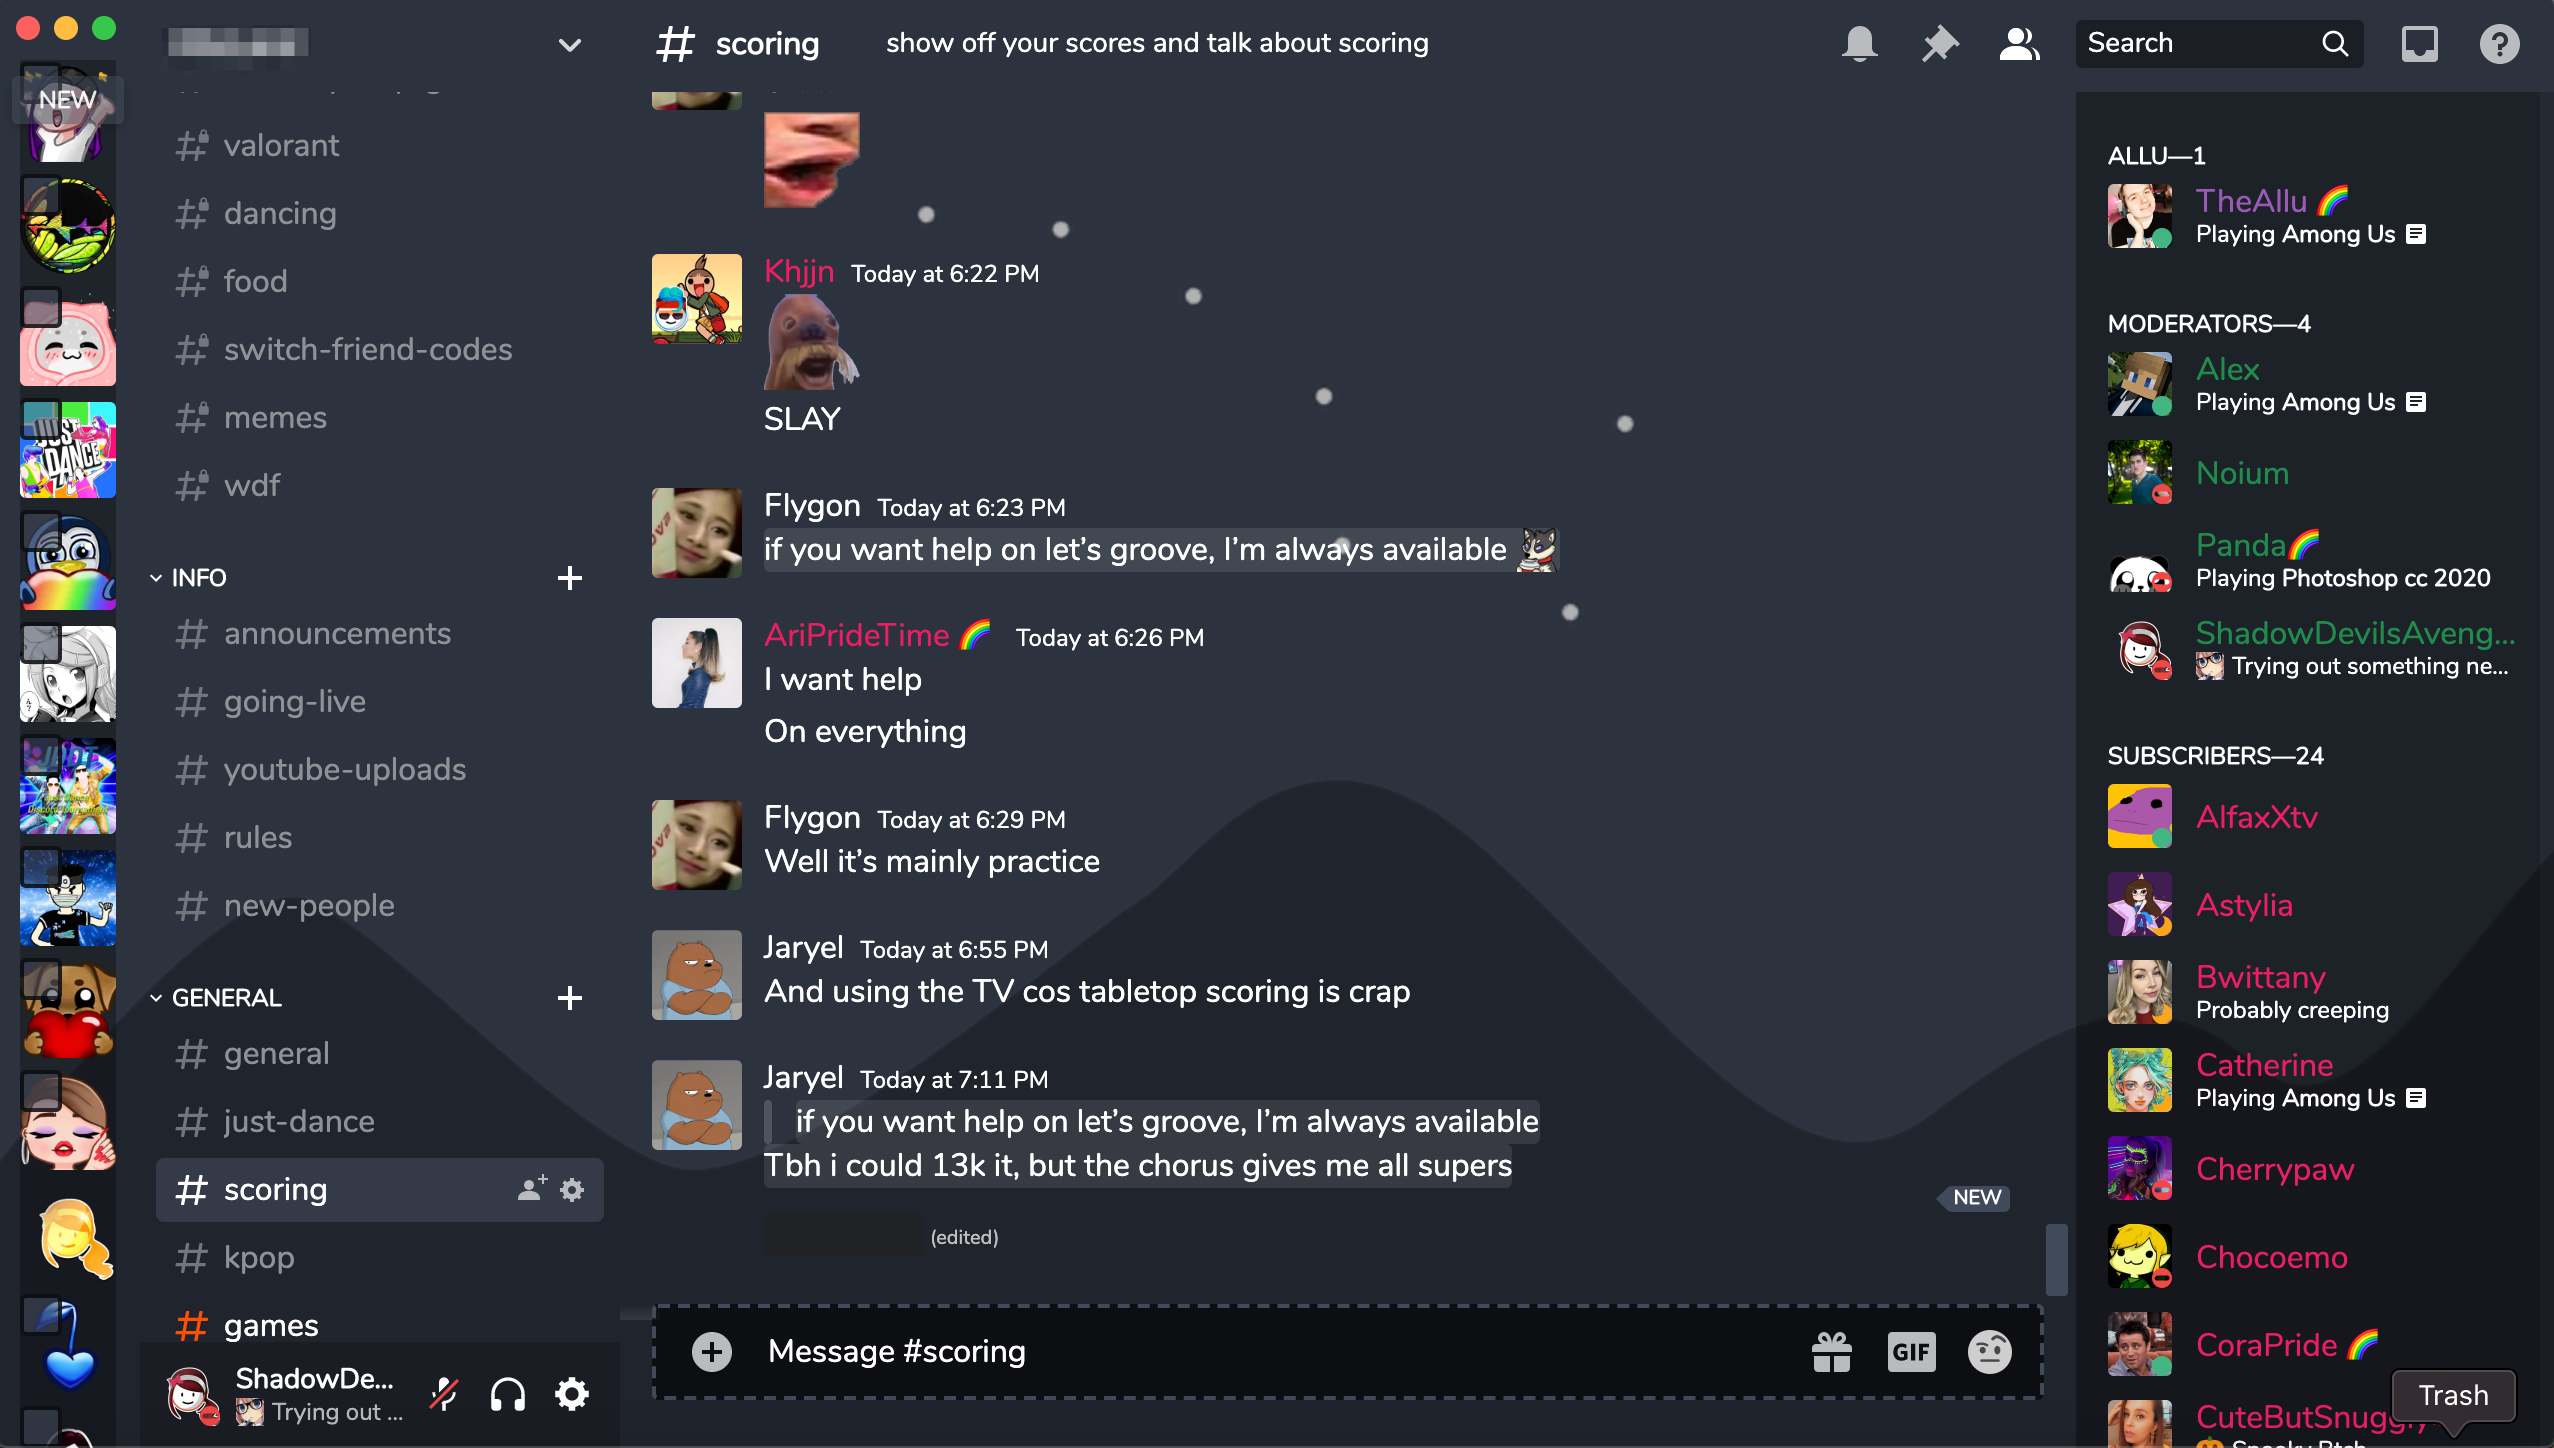 NEW
valorant
dancing
food
switch-friend-codes
memes
wdf
INFO
announcements
going-live
youtube-uploads
rules
new-people
GENERAL
general
just-dance
scoring
kpop
games
ShadowDe...
Trying out ...
scoring show off your scores and talk about scoring
Search
Khjjn Today at 6:22 PM
SLAY
Flygon Today at 6:23 PM
if you want help on let’s groove, I’m always available
AriPrideTime Today at 6:26 PM
I want help
On everything
Flygon Today at 6:29 PM
Well it’s mainly practice
Jaryel Today at 6:55 PM
And using the TV cos tabletop scoring is crap
Jaryel Today at 7:11 PM
if you want help on let’s groove, I’m always available
Tbh i could 13k it, but the chorus gives me all supers
NEW
(edited)
Message #scoring
GIF
ALLU—1
TheAllu
Playing Among Us
MODERATORS—4
Alex
Playing Among Us
Noium
Panda
Playing Photoshop cc 2020
ShadowDevilsAveng...
Trying out something ne...
SUBSCRIBERS—24
AlfaxXtv
Astylia
Bwittany
Probably creeping
Catherine
Playing Among Us
Cherrypaw
Chocoemo
CoraPride
CuteButSnuggly
Trash
JUST
DANCE